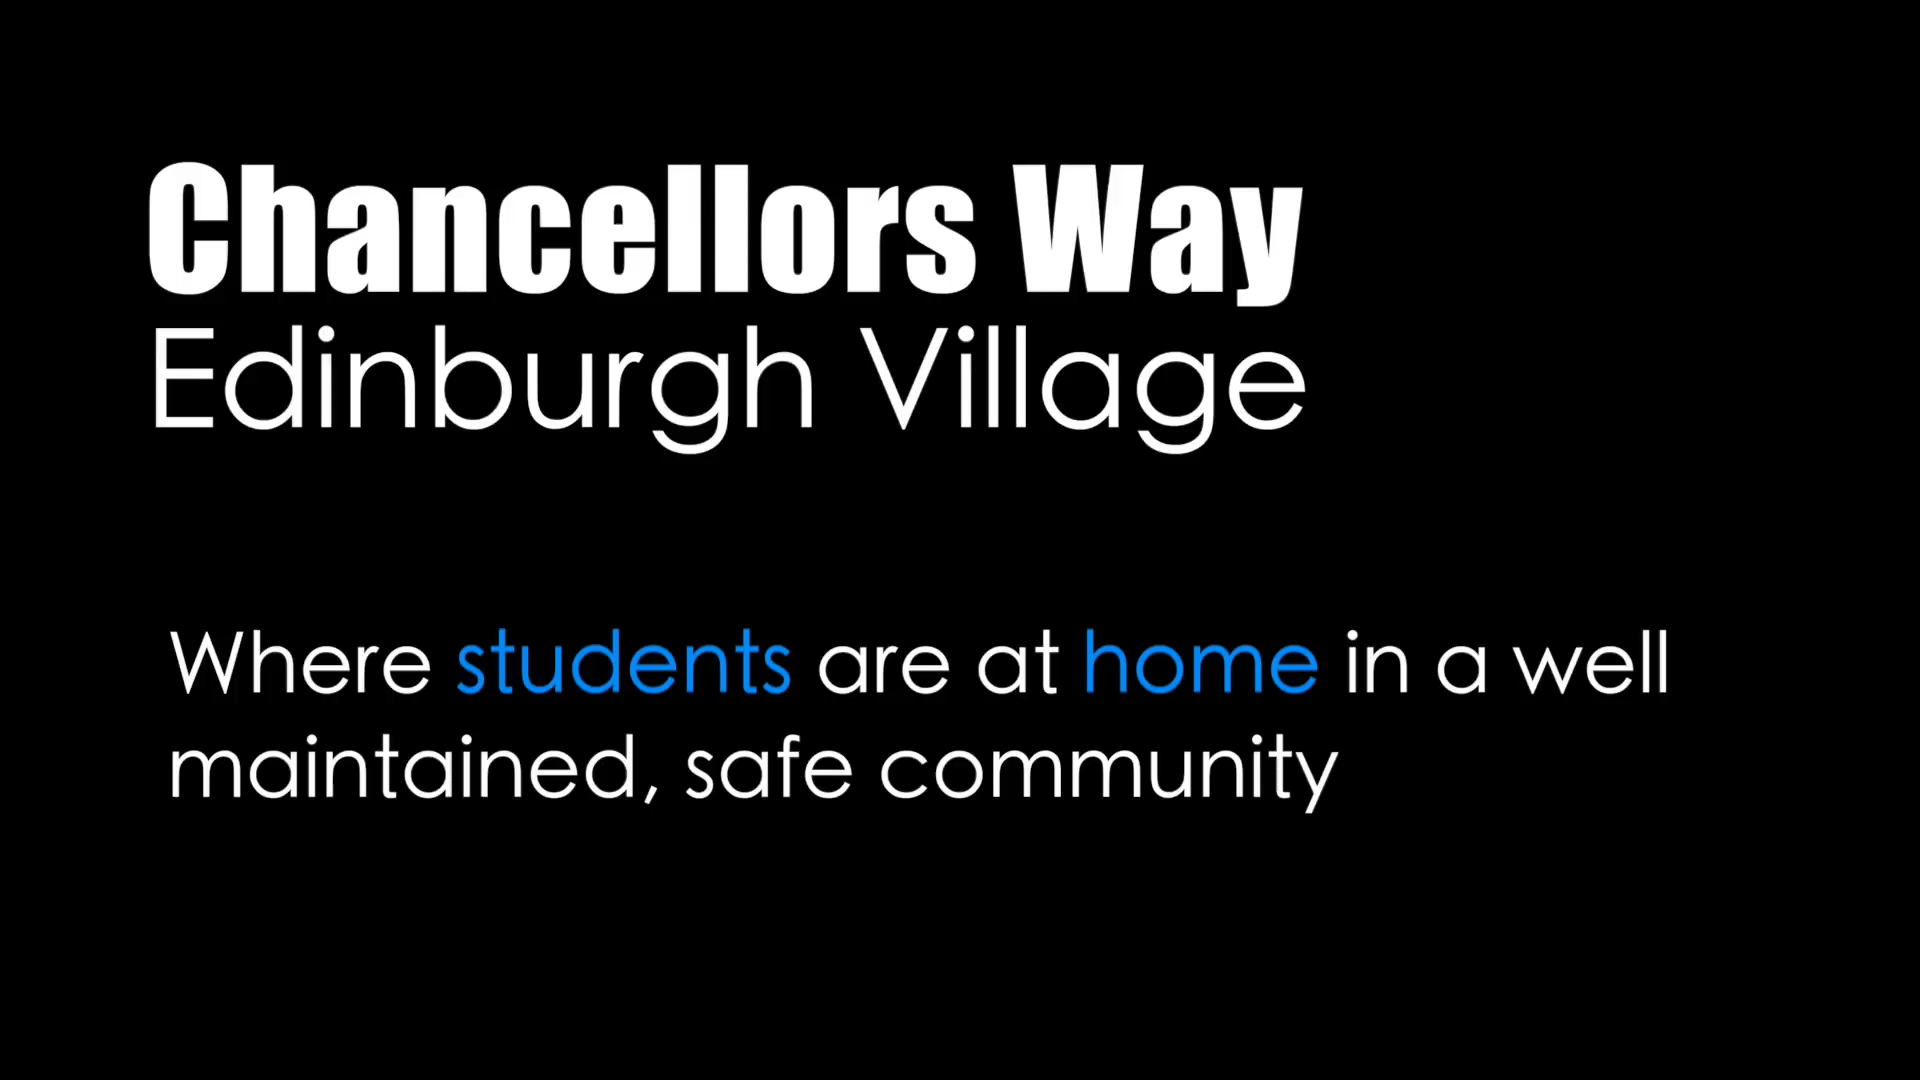 Chancellors Way
Edinburgh Village
Where students are at home in a well
maintained, safe community